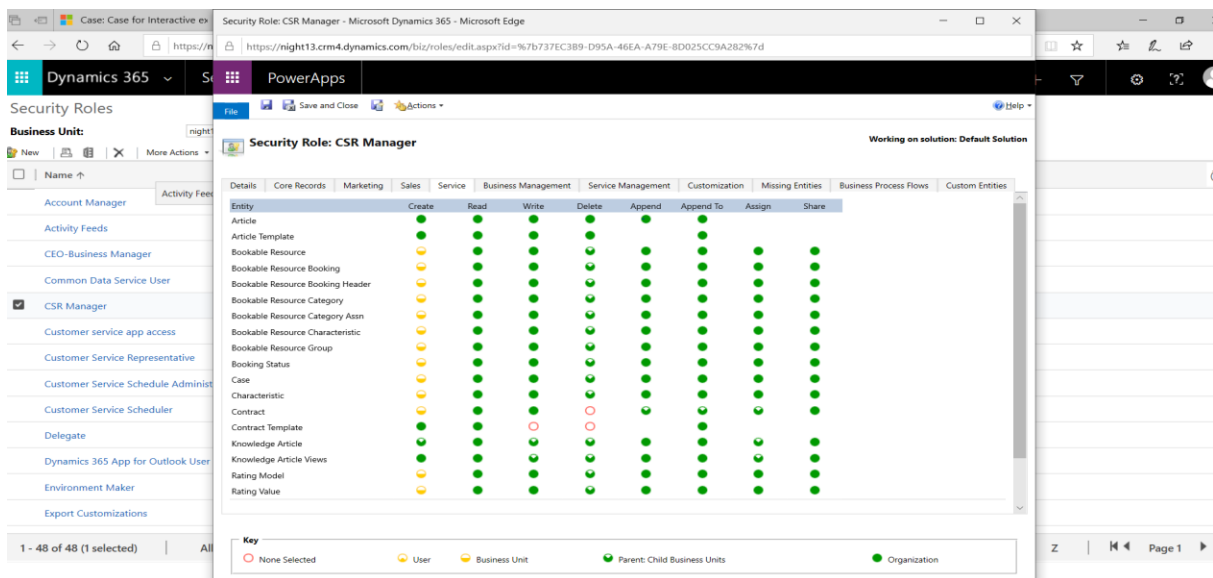 Case: Case for Interactive ex
Security Role: CSR Manager - Microsoft Dynamics 365 - Microsoft Edge
https://n
https://night13.crm4.dynamics.com/biz/roles/edit.aspx?id=%7b737EC389-D95A-46EA-A79E-8D025CC9A282%7d
Dynamics 365
PowerApps
File
Save and Close
Actions
Help
Security Roles
Business Unit:
night1
New
More Actions
Security Role: CSR Manager
Working on solution: Default Solution
Name ↑
Activity Feed
Account Manager
Activity Feeds
CEO-Business Manager
Common Data Service User
CSR Manager
Customer service app access
Customer Service Representative
Customer Service Schedule Administ
Customer Service Scheduler
Delegate
Dynamics 365 App for Outlook User
Environment Maker
Export Customizations
1 - 48 of 48 (1 selected)
All
Details Core Records Marketing Sales Service Business Management Service Management Customization Missing Entities Business Process Flows Custom Entities
Entity Create Read Write Delete Append Append To Assign Share
Article
Article Template
Bookable Resource
Bookable Resource Booking
Bookable Resource Booking Header
Bookable Resource Category
Bookable Resource Category Assn
Bookable Resource Characteristic
Bookable Resource Group
Booking Status
Case
Characteristic
Contract
Contract Template
Knowledge Article
Knowledge Article Views
Rating Model
Rating Value
Key
None Selected User Business Unit Parent: Child Business Units Organization
Z
Page 1